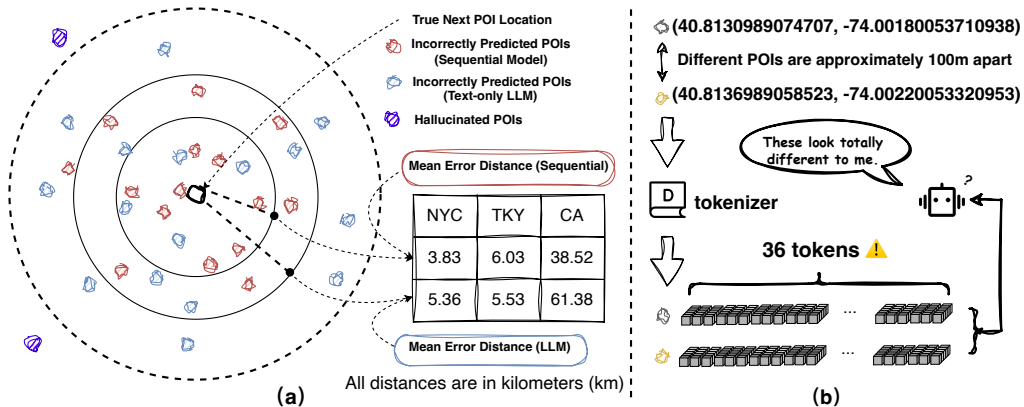 True Next POI Location
Incorrectly Predicted POIs
(Sequential Model)
Incorrectly Predicted POIs
(Text-only LLM)
Hallucinated POIs
Mean Error Distance (Sequential)
NYC TKY CA
3.83 6.03 38.52
5.36 5.53 61.38
Mean Error Distance (LLM)
All distances are in kilometers (km)
(a)
(40.8130989074707, -74.00180053710938)
Different POIs are approximately 100m apart
(40.8136989058523, -74.00220053320953)
These look totally
different to me.
?
D
tokenizer
36 tokens
...
...
...
(b)